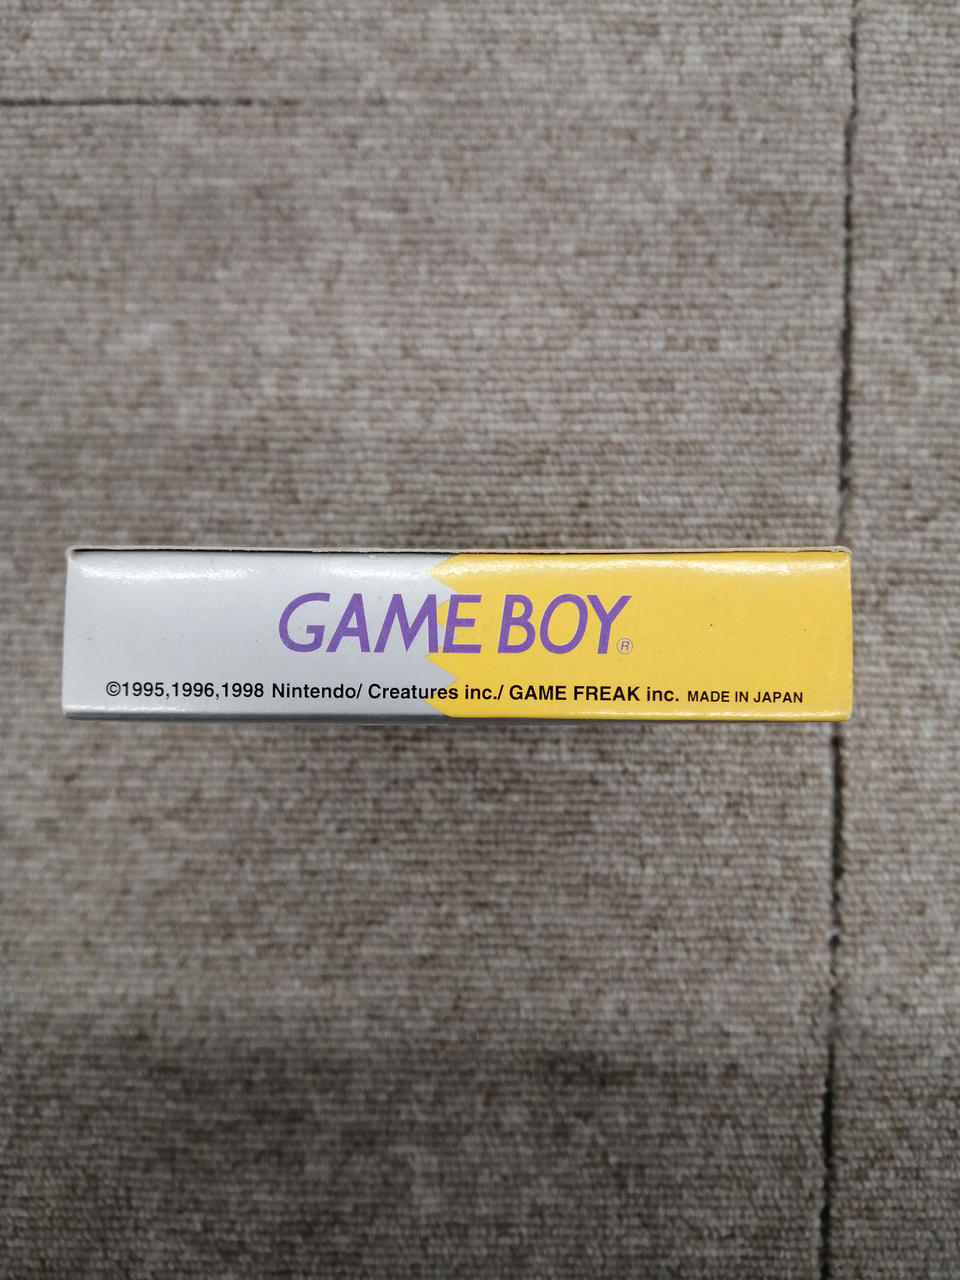 GAME BOY®
©1995,1996,1998 Nintendo/ Creatures inc./ GAME FREAK inc. MADE IN JAPAN